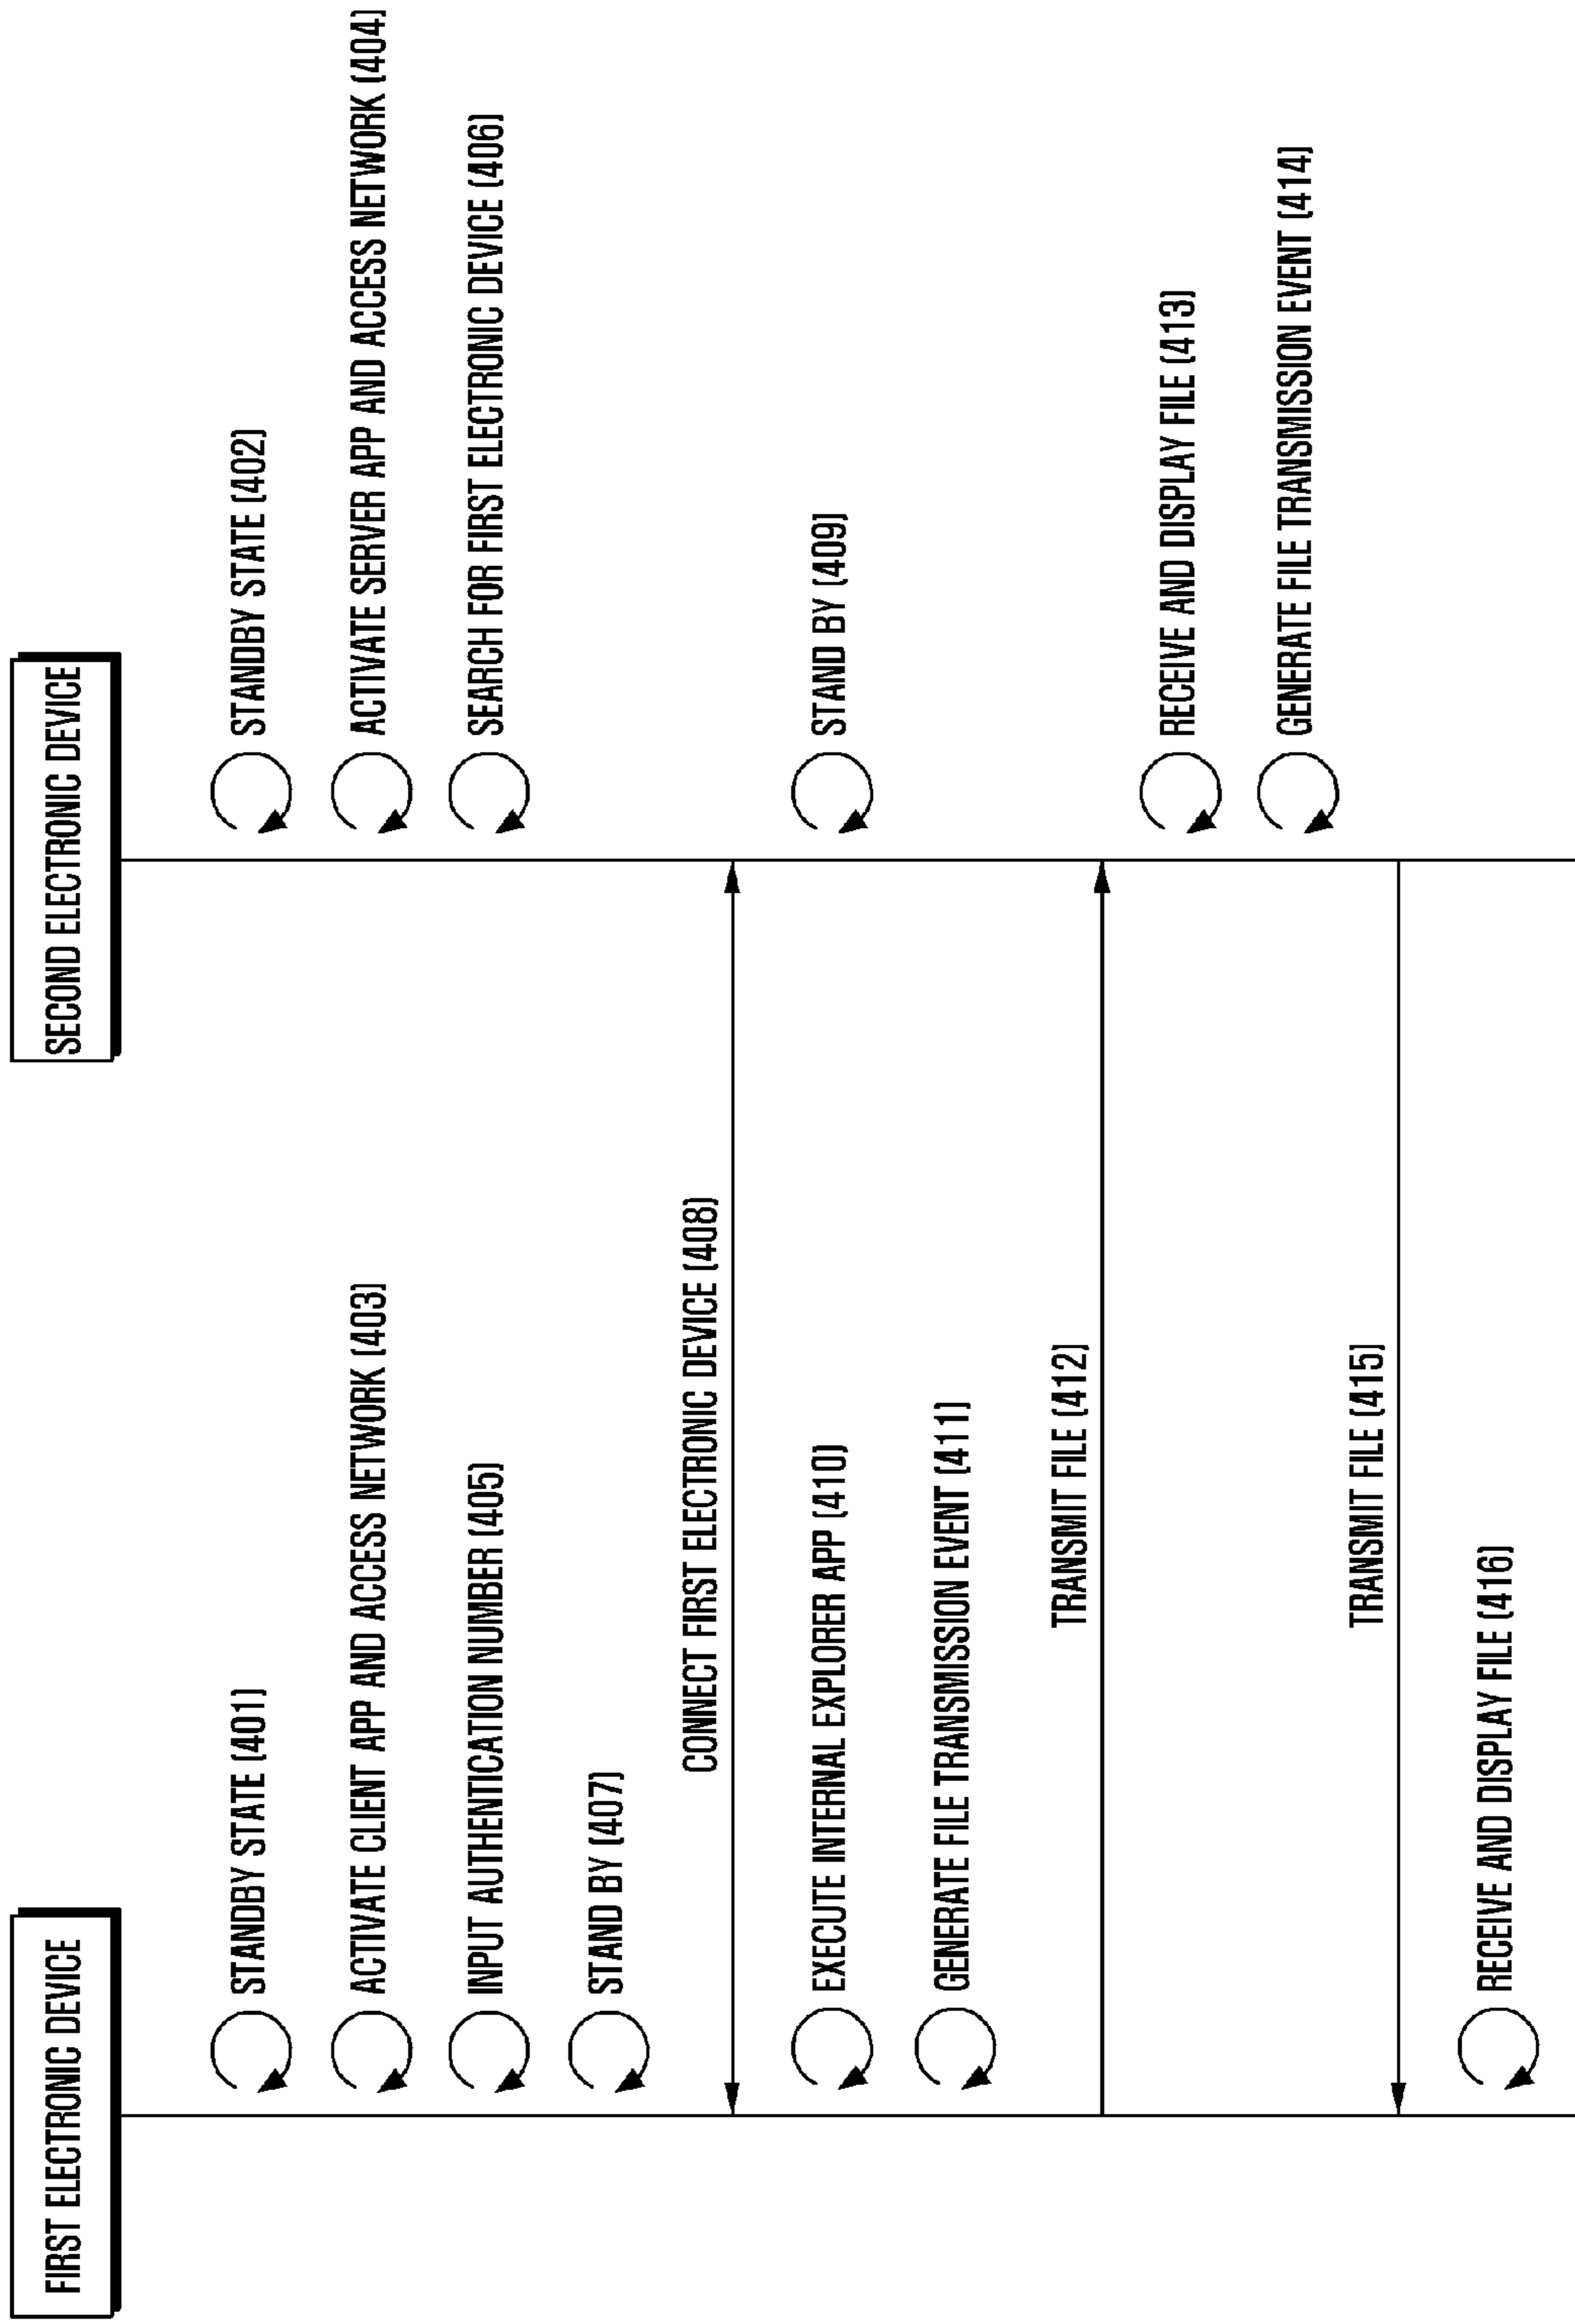 FIRST ELECTRONIC DEVICE
SECOND ELECTRONIC DEVICE
STANDBY STATE (401)
STANDBY STATE (402)
ACTIVATE CLIENT APP AND ACCESS NETWORK (403)
ACTIVATE SERVER APP AND ACCESS NETWORK (404)
INPUT AUTHENTICATION NUMBER (405)
SEARCH FOR FIRST ELECTRONIC DEVICE (406)
STAND BY (407)
CONNECT FIRST ELECTRONIC DEVICE (408)
EXECUTE INTERNAL EXPLORER APP (410)
STAND BY (409)
GENERATE FILE TRANSMISSION EVENT (411)
TRANSMIT FILE (412)
RECEIVE AND DISPLAY FILE (413)
GENERATE FILE TRANSMISSION EVENT (414)
TRANSMIT FILE (415)
RECEIVE AND DISPLAY FILE (416)